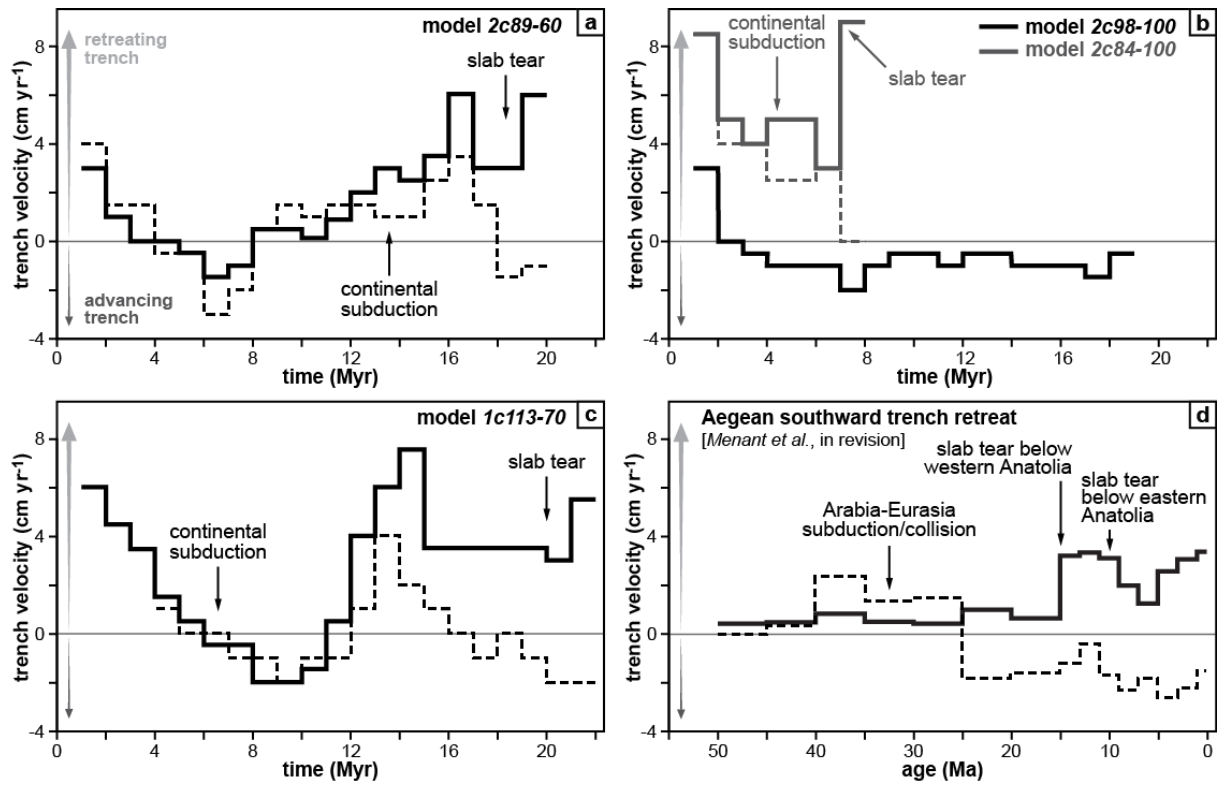 a
model 2c89-60
retreating
trench
slab tear
continental
subduction
advancing
trench
trench velocity (cm yr-1)
8
4
0
-4
0
4
8
12
16
20
time (Myr)
b
continental
subduction
model 2c98-100
model 2c84-100
slab tear
trench velocity (cm yr-1)
8
4
0
-4
0
4
8
12
16
20
time (Myr)
c
model 1c113-70
slab tear
continental
subduction
trench velocity (cm yr-1)
8
4
0
-4
0
4
8
12
16
20
time (Myr)
d
Aegean southward trench retreat
[Menant et al., in revision]
slab tear below
western Anatolia
slab tear
below eastern
Anatolia
Arabia-Eurasia
subduction/collision
trench velocity (cm yr-1)
8
4
0
-4
50
40
30
20
10
0
age (Ma)